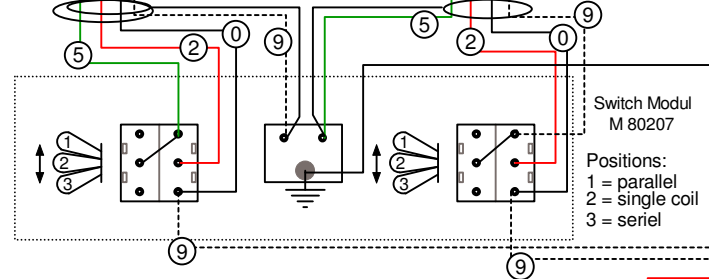 9
0
0
9
5
2
5
2
Switch Modul
M 80207
1
2
3
1
2
3
Positions:
1 = parallel
2 = single coil
3 = seriel
9
9